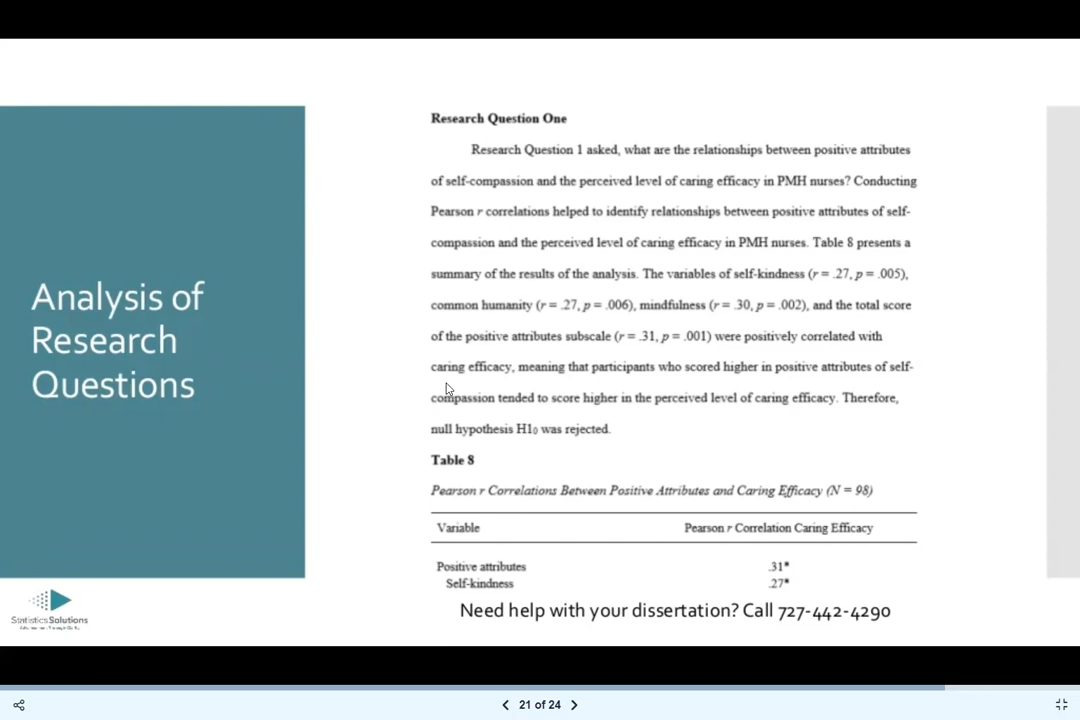 Research Question One
Research Question 1 asked, what are the relationships between positive attributes
of self-compassion and the perceived level of caring efficacy in PMH nurses? Conducting
Pearson r correlations helped to identify relationships between positive attributes of self-
compassion and the perceived level of caring efficacy in PMH nurses. Table 8 presents a
summary of the results of the analysis. The variables of self-kindness (r = .27, p = .005),
common humanity (r = .27, p = .006), mindfulness (r = .30, p = .002), and the total score
of the positive attributes subscale (r = .31, p = .001) were positively correlated with
caring efficacy, meaning that participants who scored higher in positive attributes of self-
compassion tended to score higher in the perceived level of caring efficacy. Therefore,
null hypothesis H1₀ was rejected.
Analysis of
Research
Questions
Table 8
Pearson r Correlations Between Positive Attributes and Caring Efficacy (N = 98)
Variable Pearson r Correlation Caring Efficacy
Positive attributes .31*
Self-kindness .27*
Need help with your dissertation? Call 727-442-4290
StatisticsSolutions
Advancement Through Clarity
21 of 24